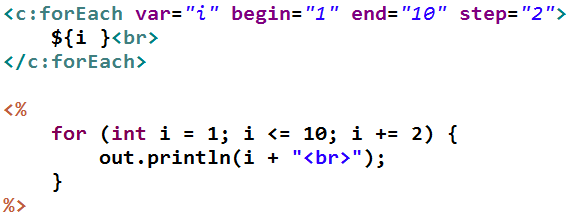 <c:forEach var="i" begin="1" end="10" step="2">
    ${i }<br>
</c:forEach>
<%
    for (int i = 1; i <= 10; i += 2) {
        out.println(i + "<br>");
    }
%>